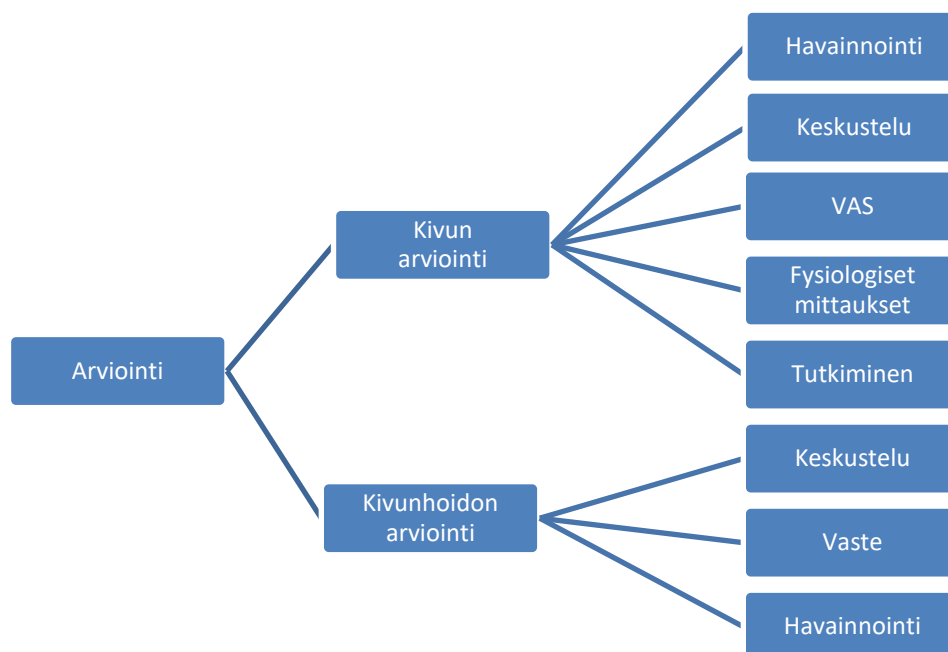 Arviointi
Kivun
arviointi
Havainnointi
Keskustelu
VAS
Fysiologiset
mittaukset
Tutkiminen
Kivunhoidon
arviointi
Keskustelu
Vaste
Havainnointi